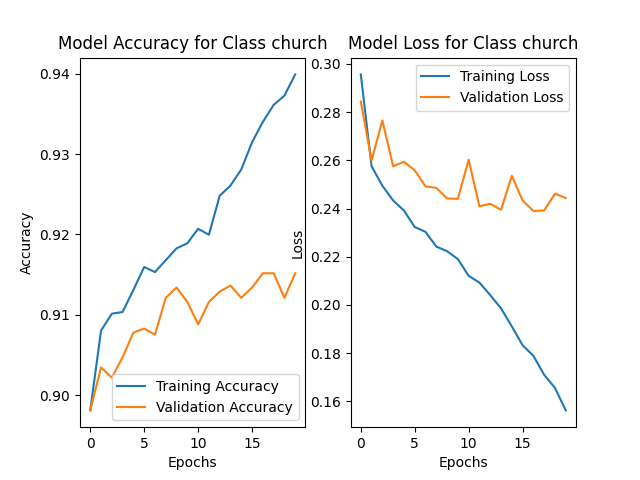 Model Accuracy for Class church
0.94
0.93
0.92
0.91
0.90
Accuracy
Training Accuracy
Validation Accuracy
0 5 10 15
Epochs
Model Loss for Class church
0.30
0.28
0.26
0.24
0.22
0.20
0.18
0.16
Loss
Training Loss
Validation Loss
0 5 10 15
Epochs